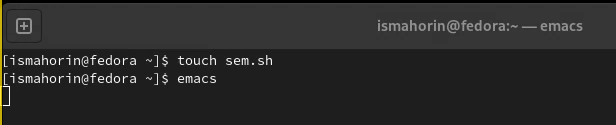 ismahorin@fedora:~ — emacs
[ismahorin@fedora ~]$ touch sem.sh
[ismahorin@fedora ~]$ emacs